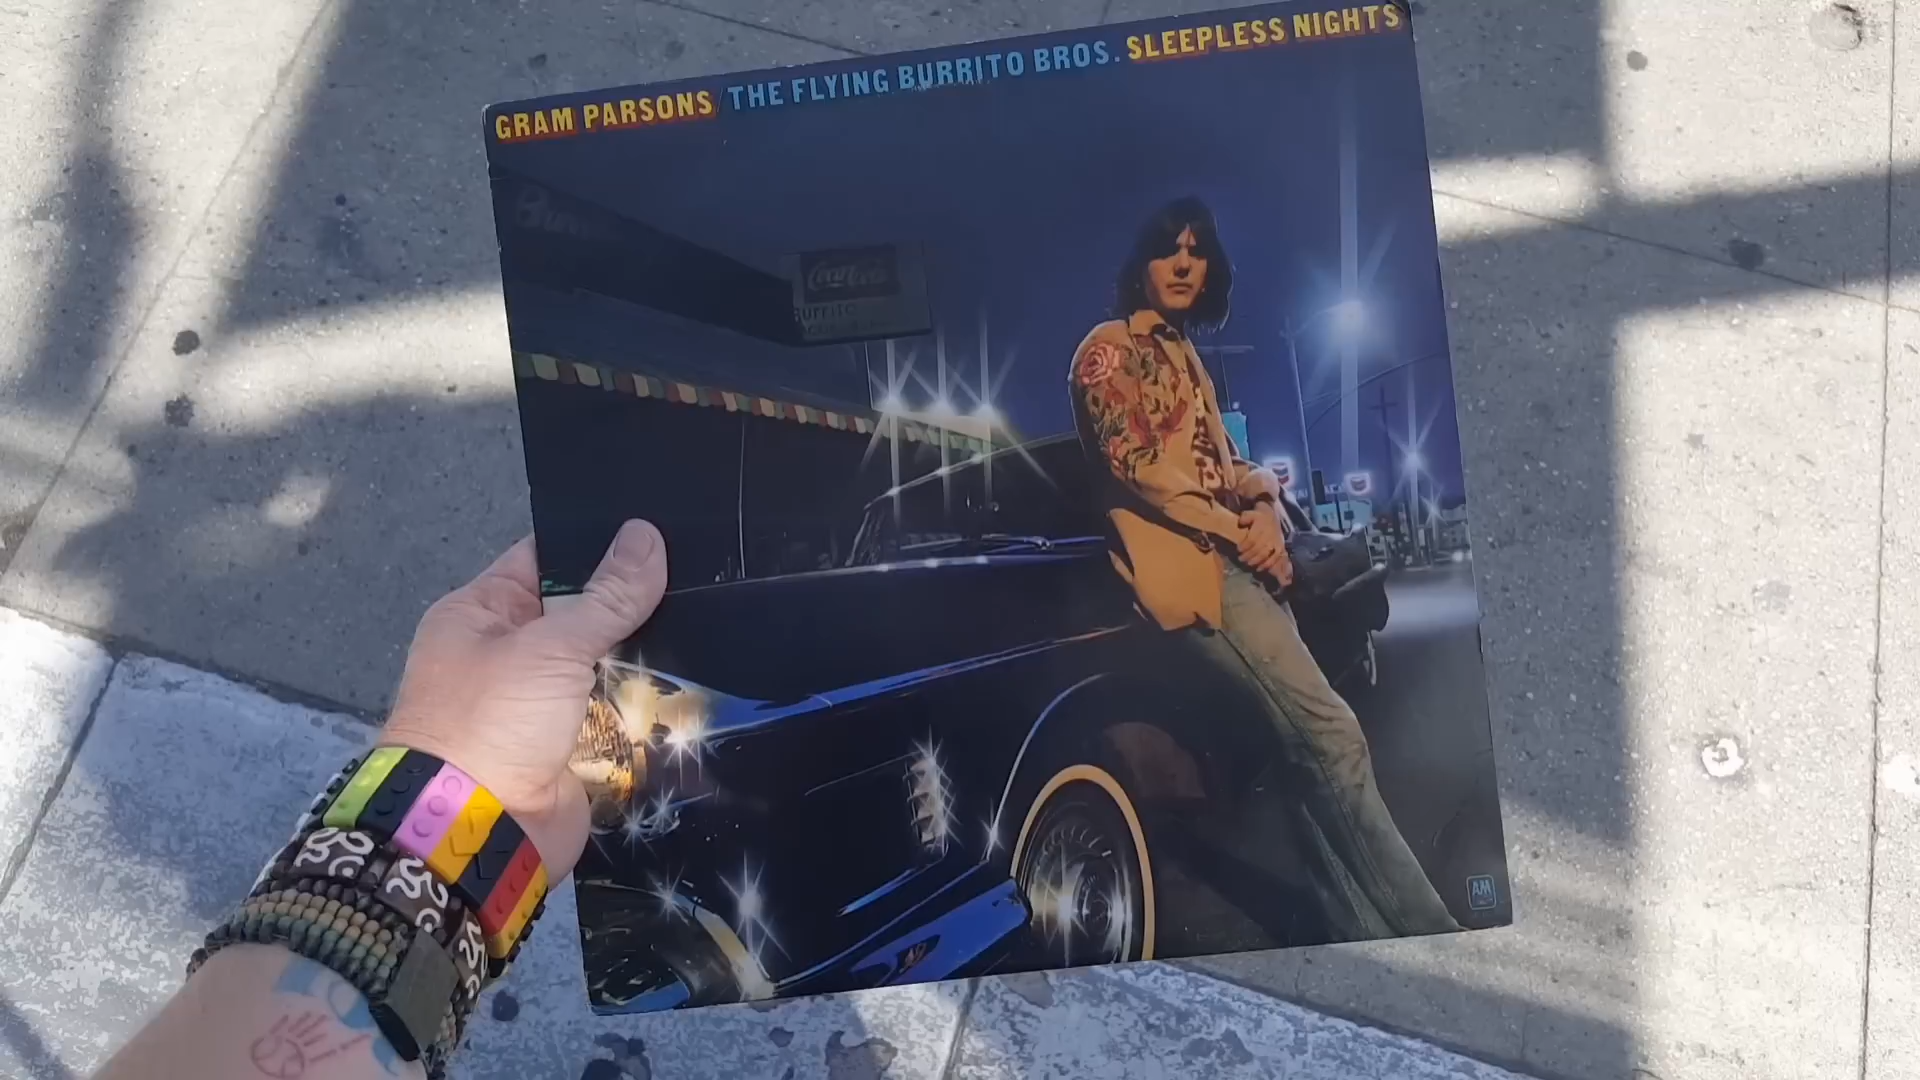 GRAM PARSONS / THE FLYING BURRITO BROS. SLEEPLESS NIGHTS
Coca-Cola
A&M